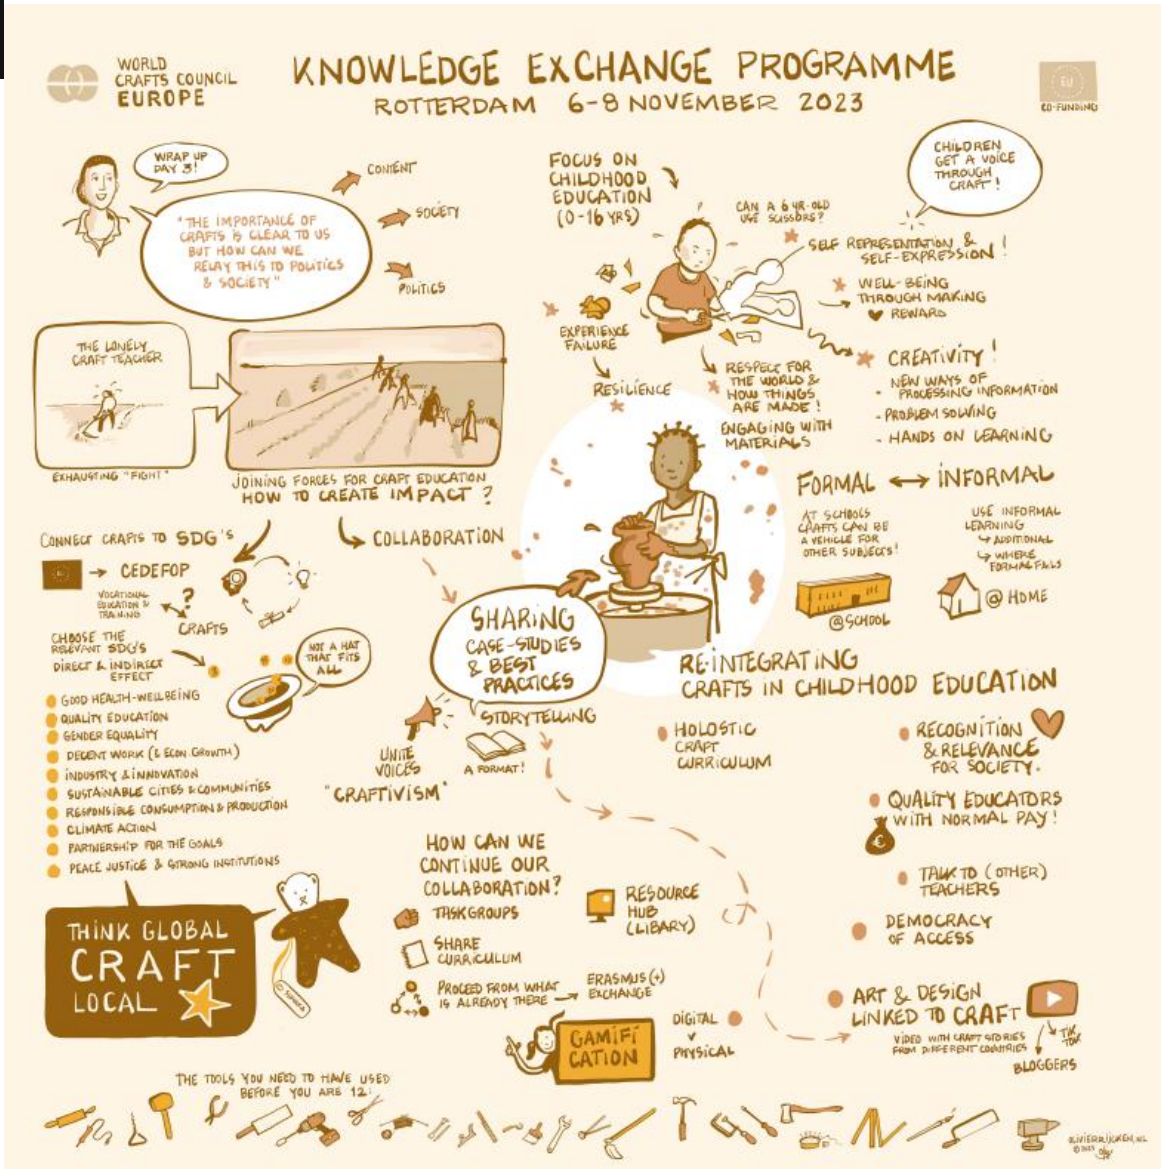 WORLD
CRAFTS COUNCIL
EUROPE
KNOWLEDGE EXCHANGE PROGRAMME
ROTTERDAM 6-8 NOVEMBER 2023
EU
CO-FUNDING
WRAP UP
DAY 3!
"THE IMPORTANCE OF
CRAFTS IS CLEAR TO US
BUT HOW CAN WE
RELAY THIS TO POLITICS
& SOCIETY"
CONTENT
SOCIETY
POLITICS
FOCUS ON
CHILDHOOD
EDUCATION
(0-16 YRS)
CAN A 6 YR-OLD
USE SCISSORS?
CHILDREN
GET A VOICE
THROUGH
CRAFT!
SELF REPRESENTATION &
SELF-EXPRESSION!
WELL-BEING
THROUGH MAKING
REWARD
EXPERIENCE
FAILURE
RESILIENCE
RESPECT FOR
THE WORLD &
HOW THINGS
ARE MADE!
ENGAGING WITH
MATERIALS
CREATIVITY!
- NEW WAYS OF
PROCESSING INFORMATION
- PROBLEM SOLVING
- HANDS ON LEARNING
THE LONELY
CRAFT TEACHER
EXHAUSTING "FIGHT"
JOINING FORCES FOR CRAFT EDUCATION
HOW TO CREATE IMPACT?
COLLABORATION
FORMAL ↔ INFORMAL
AT SCHOOLS
CRAFTS CAN BE
A VEHICLE FOR
OTHER SUBJECTS!
@SCHOOL
USE INFORMAL
LEARNING
↳ ADDITIONAL
↳ WHERE
FORMAL FAILS
@ HOME
CONNECT CRAFTS TO SDG'S
→ CEDEFOP
VOCATIONAL
EDUCATION &
TRAINING
?
CRAFTS
CHOOSE THE
RELEVANT SDG'S
DIRECT & INDIRECT
EFFECT
NOT A HAT
THAT FITS
ALL
GOOD HEALTH-WELLBEING
QUALITY EDUCATION
GENDER EQUALITY
DECENT WORK (& ECON. GROWTH)
INDUSTRY & INNOVATION
SUSTAINABLE CITIES & COMMUNITIES
RESPONSIBLE CONSUMPTION & PRODUCTION
CLIMATE ACTION
PARTNERSHIP FOR THE GOALS
PEACE JUSTICE & STRONG INSTITUTIONS
SHARING
CASE-STUDIES
& BEST
PRACTICES
STORYTELLING
A FORMAT!
UNITE
VOICES
"CRAFTIVISM"
RE-INTEGRATING
CRAFTS IN CHILDHOOD EDUCATION
HOLOSTIC
CRAFT
CURRICULUM
RECOGNITION
& RELEVANCE
FOR SOCIETY.
QUALITY EDUCATORS
WITH NORMAL PAY!
€
TALK TO (OTHER)
TEACHERS
DEMOCRACY
OF ACCESS
ART & DESIGN
LINKED TO CRAFT
VIDEO WITH CRAFT STORIES
FROM DIFFERENT COUNTRIES
TIK
TOK
BLOGGERS
HOW CAN WE
CONTINUE OUR
COLLABORATION?
TASKGROUPS
SHARE
CURRICULUM
PROCEED FROM WHAT
IS ALREADY THERE →
ERASMUS(+)
EXCHANGE
RESOURCE
HUB
(LIBARY)
GAMIFI
CATION
DIGITAL
PHYSICAL
THINK GLOBAL
CRAFT
LOCAL
THE TOOLS YOU NEED TO HAVE USED
BEFORE YOU ARE 12:
OLIVIERRIJCKEN.NL
© 2023